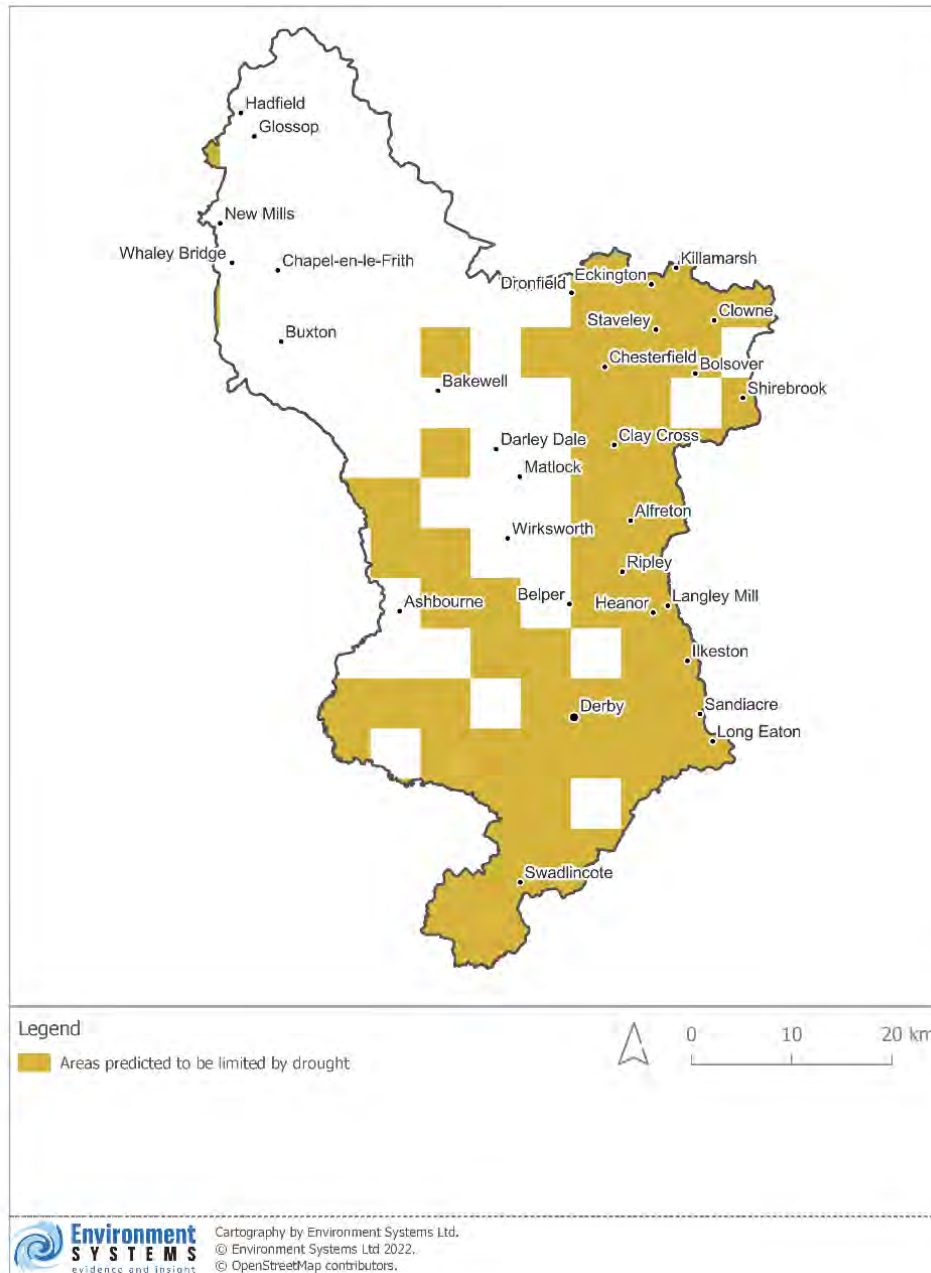 Hadfield
Glossop
New Mills
Whaley Bridge
Chapel-en-le-Frith
Killamarsh
Eckington
Dronfield
Clowne
Staveley
Buxton
Chesterfield
Bolsover
Bakewell
Shirebrook
Clay Cross
Darley Dale
Matlock
Alfreton
Wirksworth
Ripley
Belper
Ashbourne
Heanor
Langley Mill
Ilkeston
Derby
Sandiacre
Long Eaton
Swadlincote
Legend
Areas predicted to be limited by drought
0 10 20 km
Environment
SYSTEMS
evidence and insight
Cartography by Environment Systems Ltd.
© Environment Systems Ltd 2022.
© OpenStreetMap contributors.